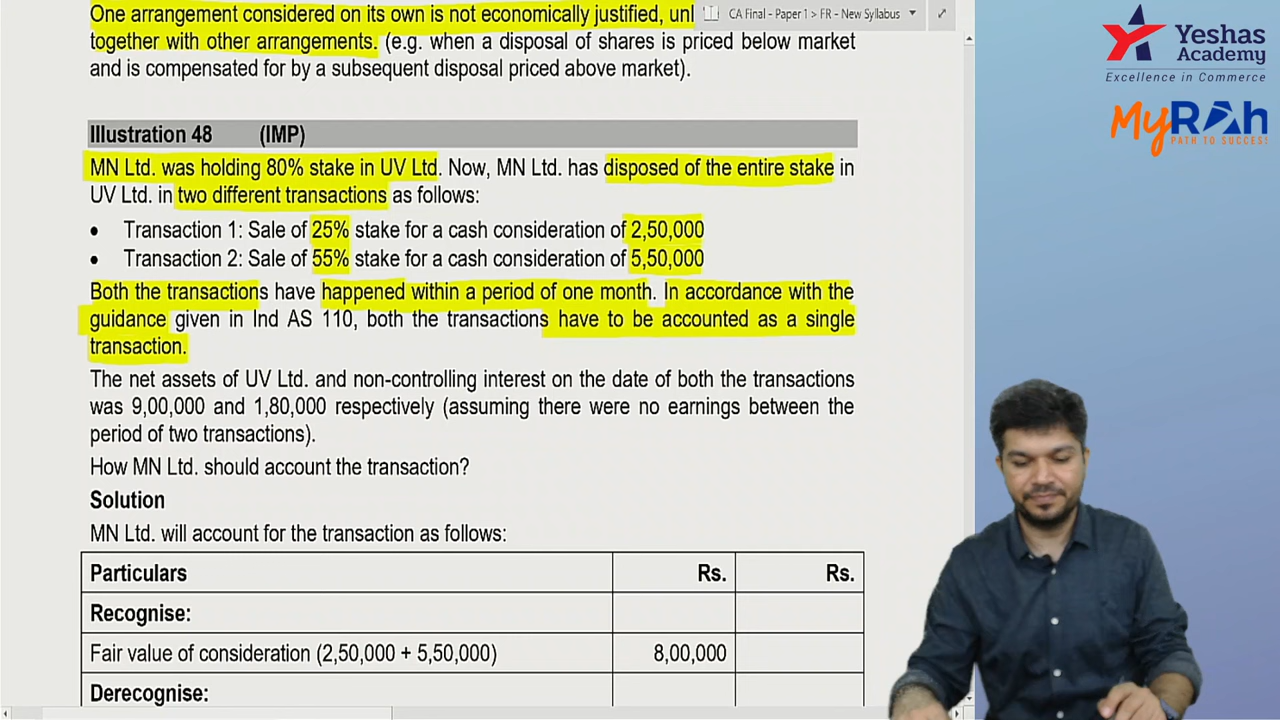 One arrangement considered on its own is not economically justified, unl
CA Final - Paper 1 > FR - New Syllabus
together with other arrangements. (e.g. when a disposal of shares is priced below market
and is compensated for by a subsequent disposal priced above market).
Illustration 48 (IMP)
MN Ltd. was holding 80% stake in UV Ltd. Now, MN Ltd. has disposed of the entire stake in
UV Ltd. in two different transactions as follows:
• Transaction 1: Sale of 25% stake for a cash consideration of 2,50,000
• Transaction 2: Sale of 55% stake for a cash consideration of 5,50,000
Both the transactions have happened within a period of one month. In accordance with the
guidance given in Ind AS 110, both the transactions have to be accounted as a single
transaction.
The net assets of UV Ltd. and non-controlling interest on the date of both the transactions
was 9,00,000 and 1,80,000 respectively (assuming there were no earnings between the
period of two transactions).
How MN Ltd. should account the transaction?
Solution
MN Ltd. will account for the transaction as follows:
Particulars Rs. Rs.
Recognise:
Fair value of consideration (2,50,000 + 5,50,000) 8,00,000
Derecognise:
Yeshas
Academy
Excellence in Commerce
MyRAh
PATH TO SUCCESS